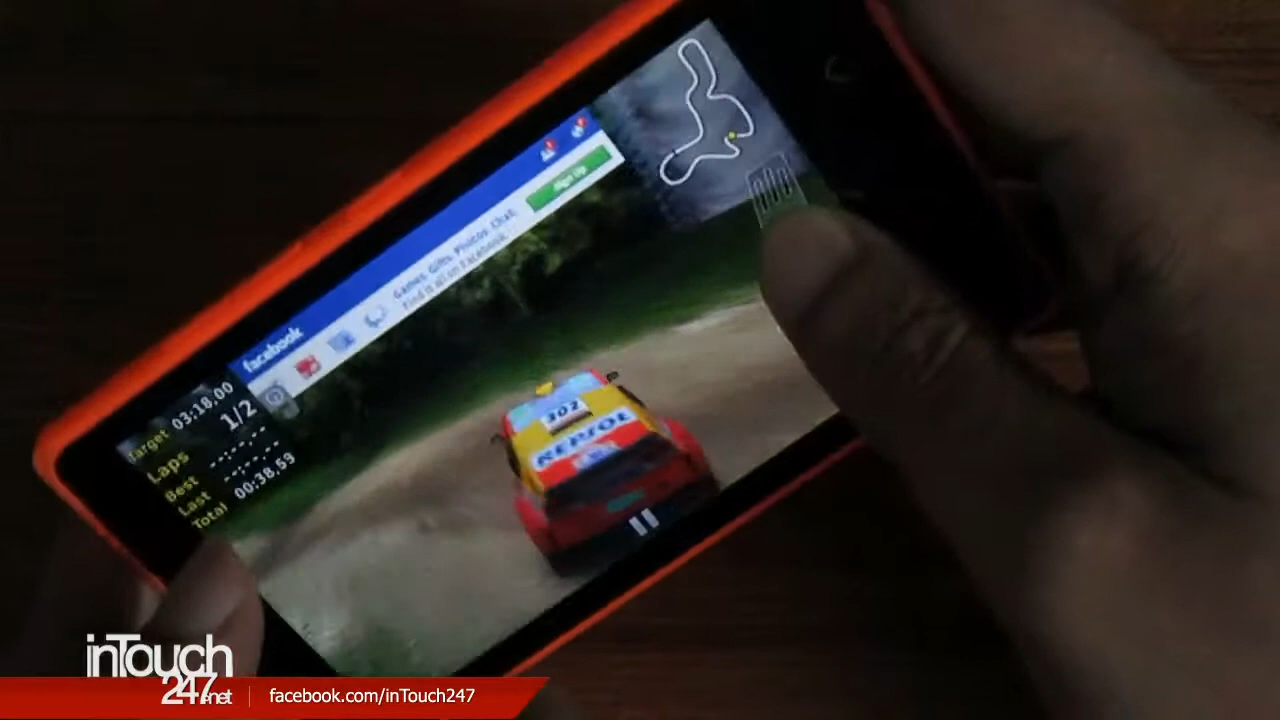 facebook
Sign Up
Games, Gifts, Photos, Chat.
Find it all on Facebook.
Target 03:18,00
Laps 1/2
Best --:--,--
Last --:--,--
Total 00:38,59
302
REPSOL
inTouch
247.net
facebook.com/inTouch247